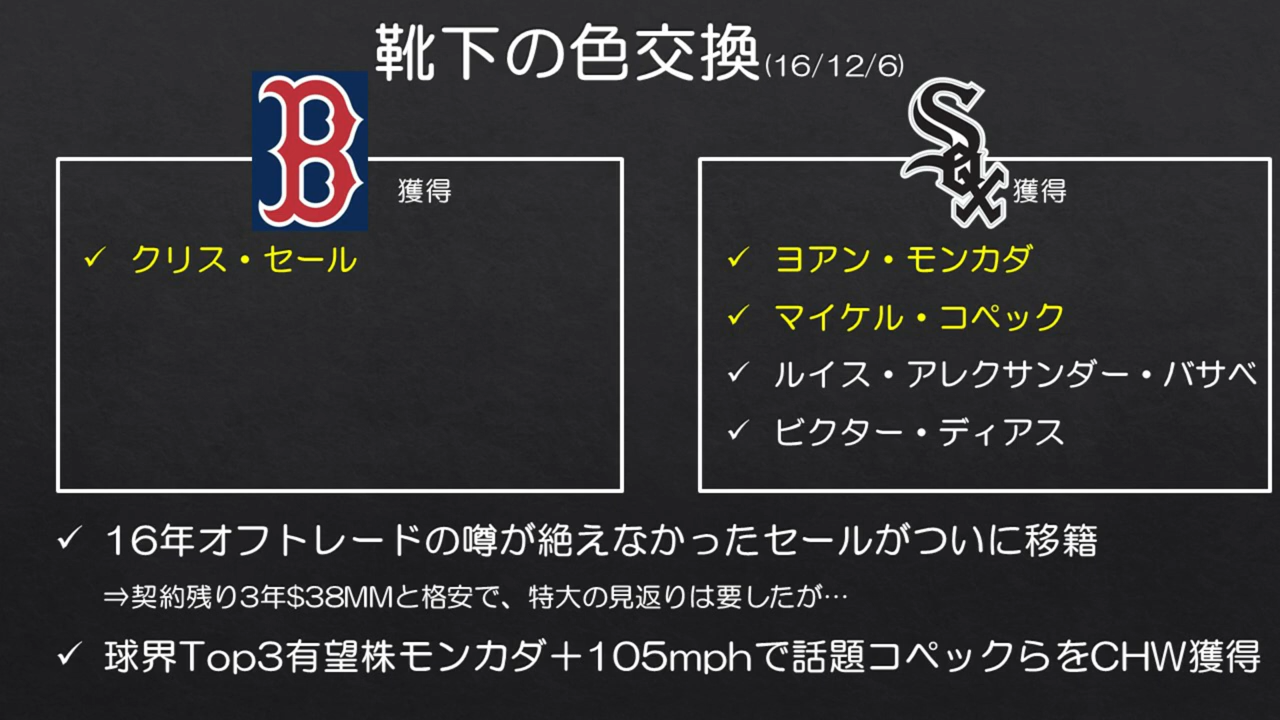 靴下の色交換(16/12/6)
B
Sox
獲得
獲得
✓ クリス・セール
✓ ヨアン・モンカダ
✓ マイケル・コペック
✓ ルイス・アレクサンダー・バサベ
✓ ビクター・ディアス
✓ 16年オフトレードの噂が絶えなかったセールがついに移籍
⇒契約残り3年$38MMと格安で、特大の見返りは要したが…
✓ 球界Top3有望株モンカダ＋105mphで話題コペックらをCHW獲得